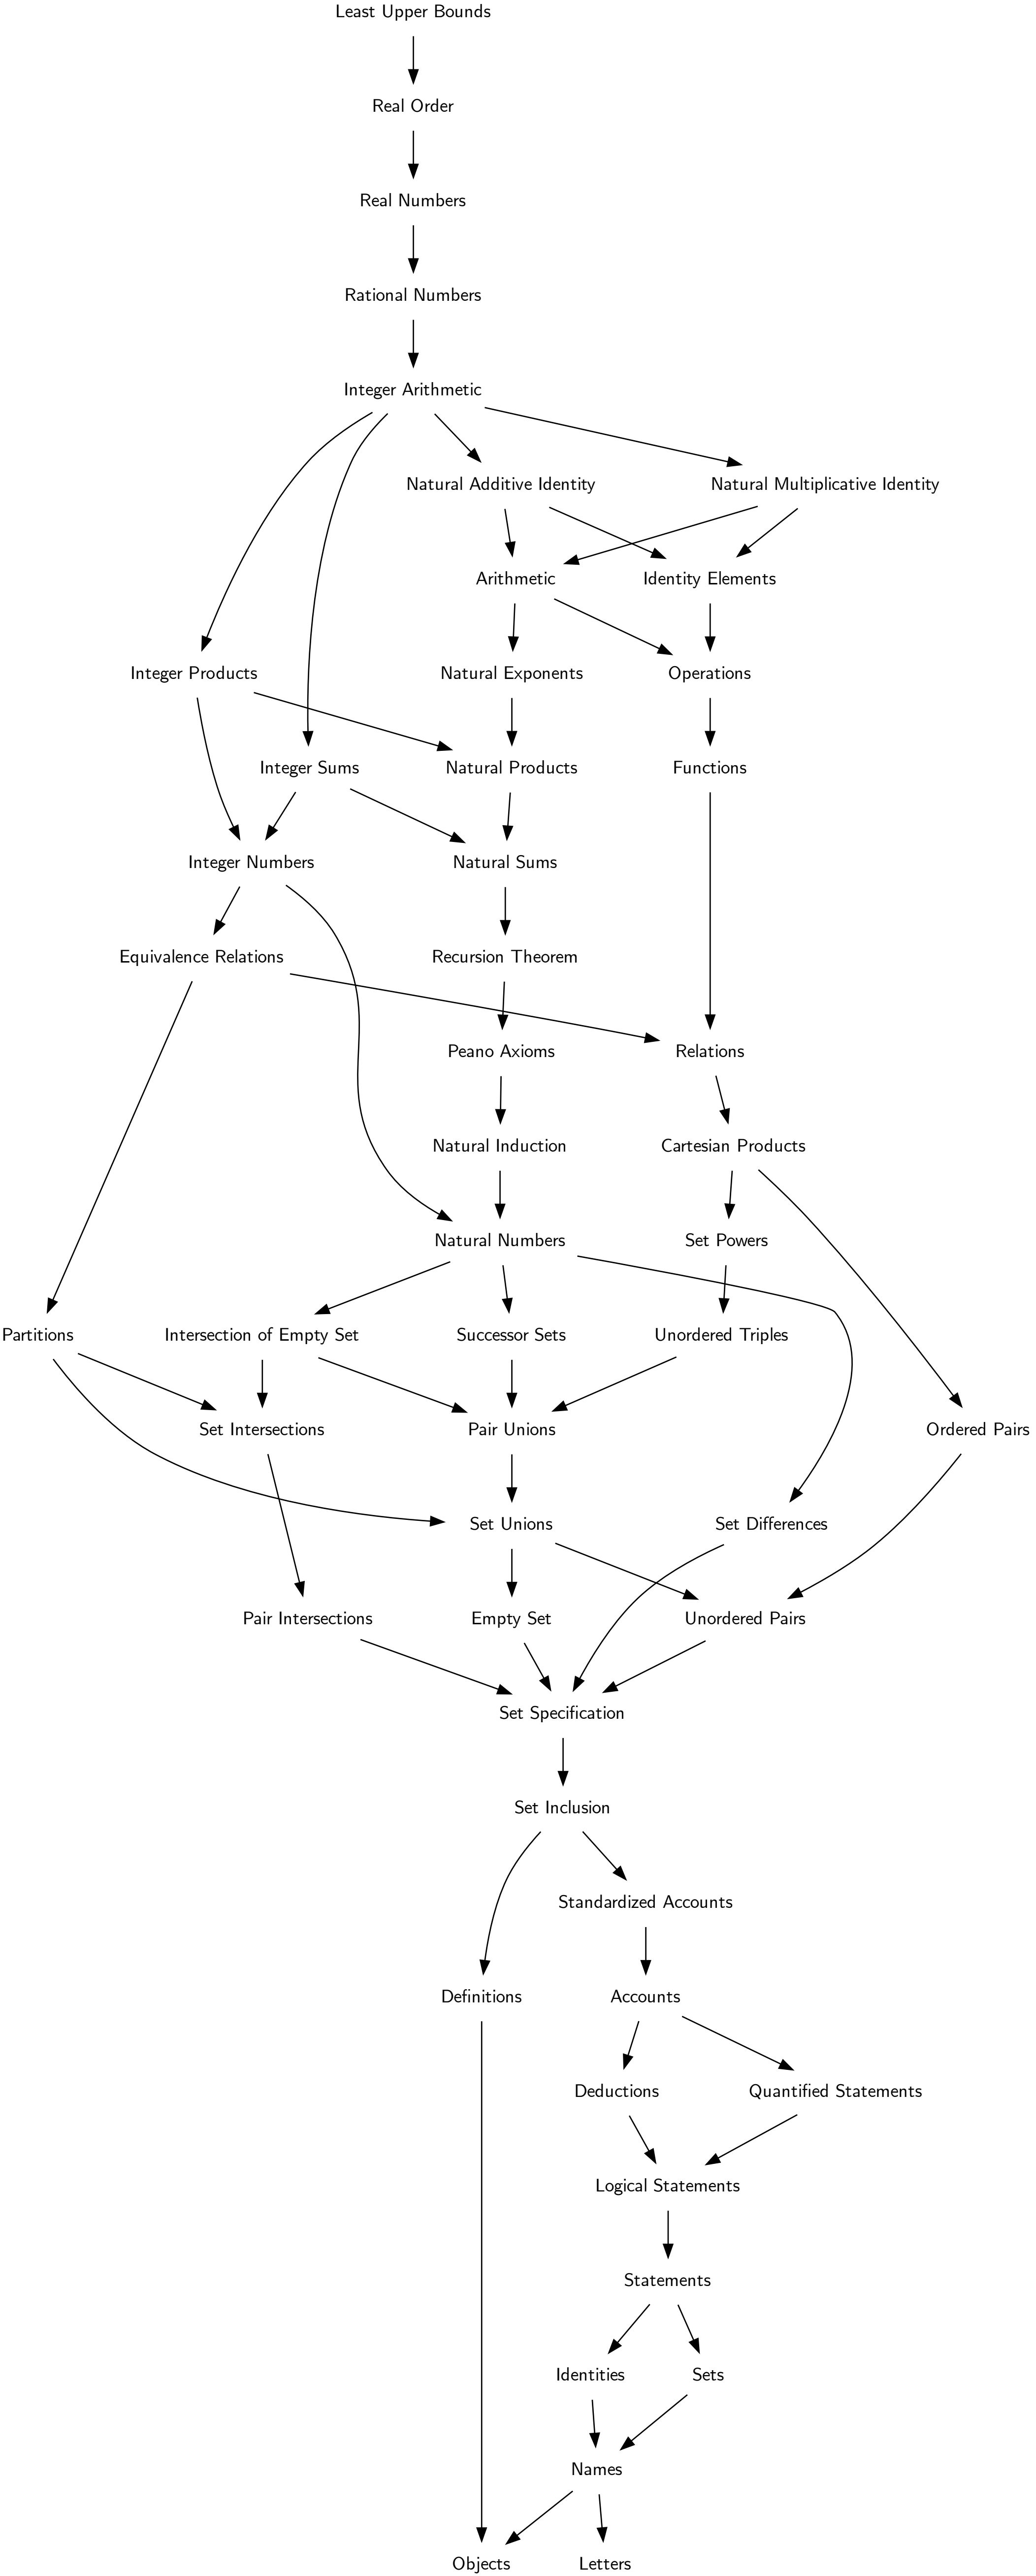 Least Upper Bounds
Real Order
Real Numbers
Rational Numbers
Integer Arithmetic
Natural Additive Identity
Natural Multiplicative Identity
Arithmetic
Identity Elements
Integer Products
Natural Exponents
Operations
Integer Sums
Natural Products
Functions
Integer Numbers
Natural Sums
Equivalence Relations
Recursion Theorem
Peano Axioms
Relations
Natural Induction
Cartesian Products
Natural Numbers
Set Powers
Partitions
Intersection of Empty Set
Successor Sets
Unordered Triples
Set Intersections
Pair Unions
Ordered Pairs
Set Unions
Set Differences
Pair Intersections
Empty Set
Unordered Pairs
Set Specification
Set Inclusion
Standardized Accounts
Definitions
Accounts
Deductions
Quantified Statements
Logical Statements
Statements
Identities
Sets
Names
Objects
Letters